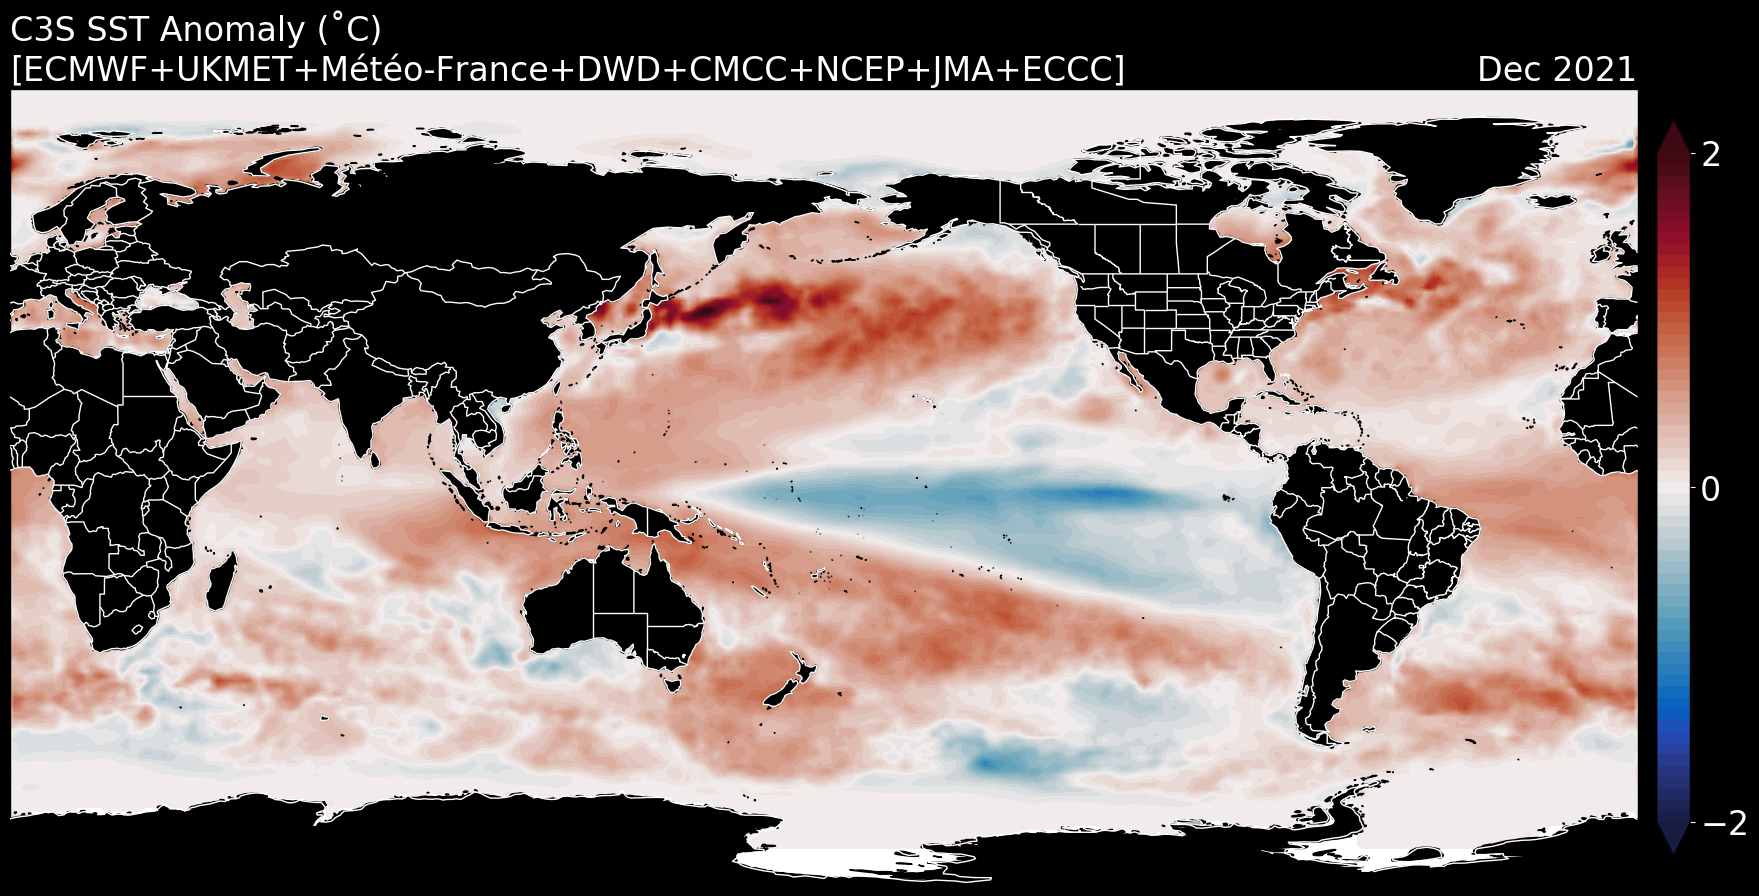 C3S SST Anomaly (˚C)
[ECMWF+UKMET+Météo-France+DWD+CMCC+NCEP+JMA+ECCC]
Dec 2021
2
0
−2